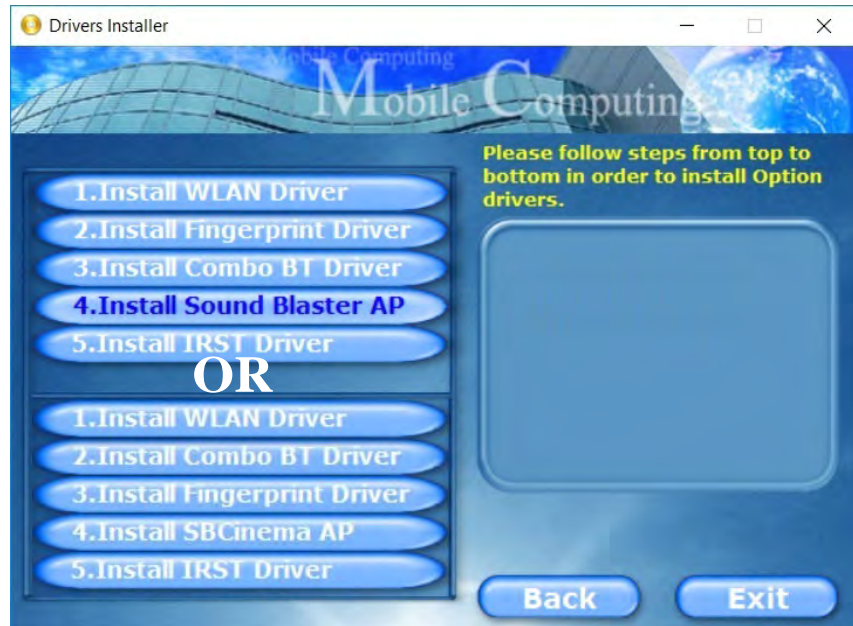 Drivers Installer
Mobile Computing
Mobile Computing
Please follow steps from top to
bottom in order to install Option
drivers.
1.Install WLAN Driver
2.Install Fingerprint Driver
3.Install Combo BT Driver
4.Install Sound Blaster AP
5.Install IRST Driver
OR
1.Install WLAN Driver
2.Install Combo BT Driver
3.Install Fingerprint Driver
4.Install SBCinema AP
5.Install IRST Driver
Back
Exit